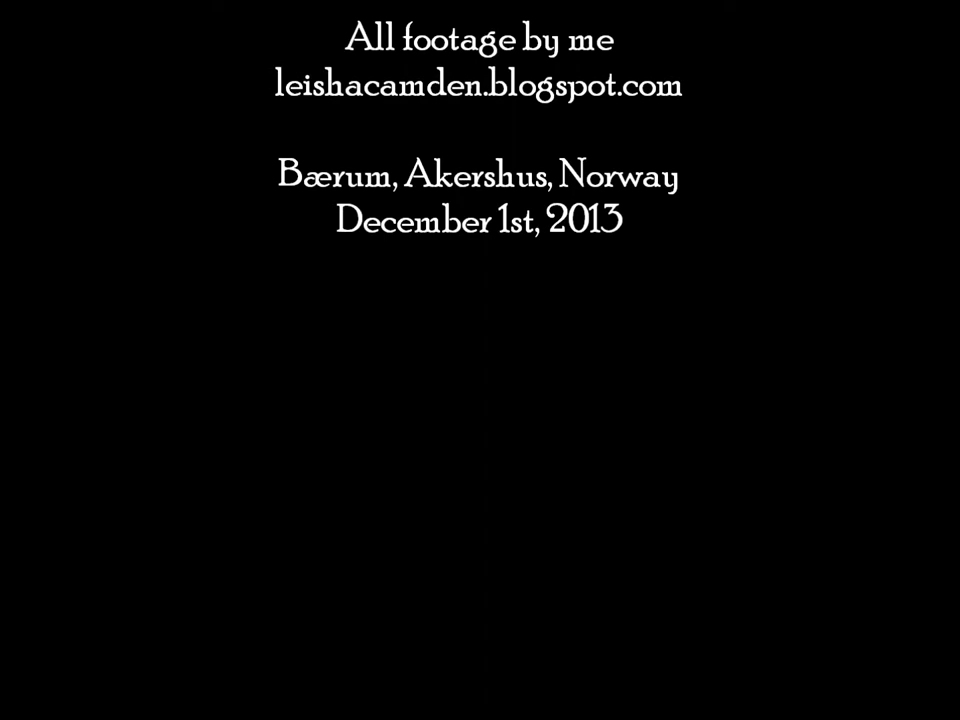 All footage by me
leishacamden.blogspot.com
Bærum, Akershus, Norway
December 1st, 2013